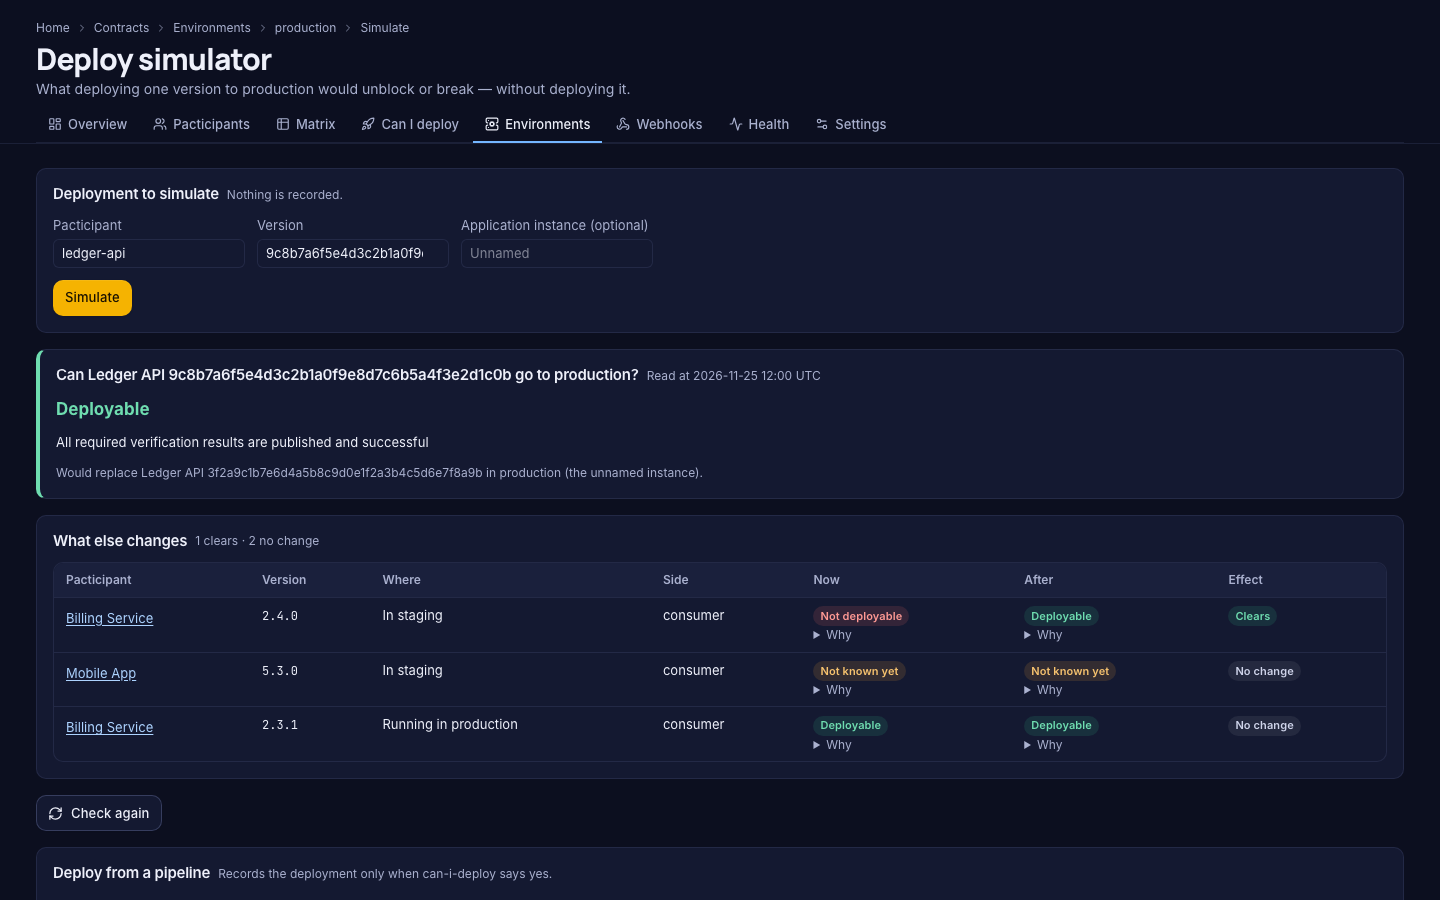 Home > Contracts > Environments > production > Simulate
Deploy simulator
What deploying one version to production would unblock or break — without deploying it.
Overview Pacticipants Matrix Can I deploy Environments Webhooks Health Settings
Deployment to simulate Nothing is recorded.
Pacticipant Version Application instance (optional)
ledger-api 9c8b7a6f5e4d3c2b1a0f9 Unnamed
Simulate
Can Ledger API 9c8b7a6f5e4d3c2b1a0f9e8d7c6b5a4f3e2d1c0b go to production? Read at 2026-11-25 12:00 UTC
Deployable
All required verification results are published and successful
Would replace Ledger API 3f2a9c1b7e6d4a5b8c9d0e1f2a3b4c5d6e7f8a9b in production (the unnamed instance).
What else changes 1 clears · 2 no change
Pacticipant Version Where Side Now After Effect
Billing Service 2.4.0 In staging consumer Not deployable Deployable Clears
Why Why
Mobile App 5.3.0 In staging consumer Not known yet Not known yet No change
Why Why
Billing Service 2.3.1 Running in production consumer Deployable Deployable No change
Why Why
Check again
Deploy from a pipeline Records the deployment only when can-i-deploy says yes.